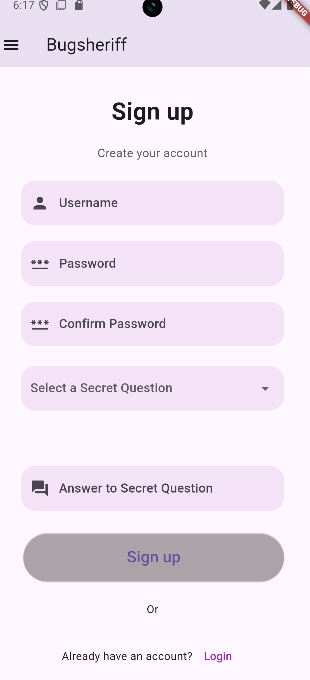 6:17
BUG
Bugsheriff
Sign up
Create your account
Username
*** Password
*** Confirm Password
Select a Secret Question
Answer to Secret Question
Sign up
Or
Already have an account? Login